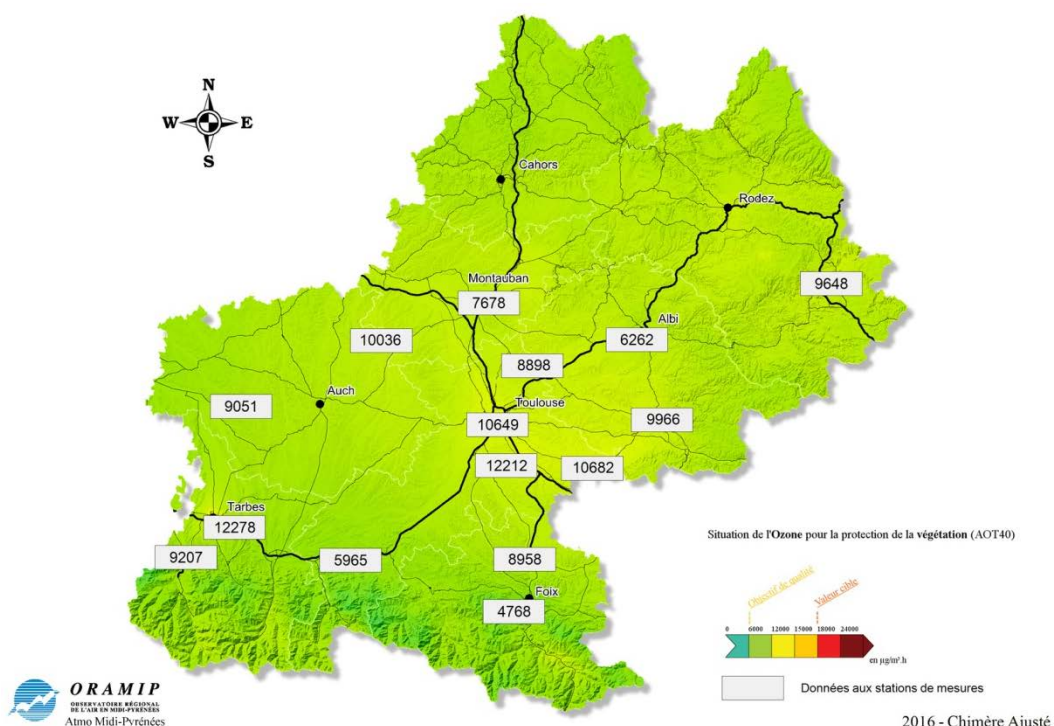 N
W E
S
Cahors
Rodez
Montauban
7678
9648
10036
Albi
6262
8898
Auch
Toulouse
9051
10649
9966
12212
10682
Tarbes
12278
9207
5965
8958
Foix
4768
Situation de l'Ozone pour la protection de la végétation (AOT40)
Objectif de qualité
Valeur cible
0 6000 12000 15000 18000 24000
en µg/m³.h
Données aux stations de mesures
ORAMIP
OBSERVATOIRE RÉGIONAL
DE L'AIR EN MIDI-PYRÉNÉES
Atmo Midi-Pyrénées
2016 - Chimère Ajusté